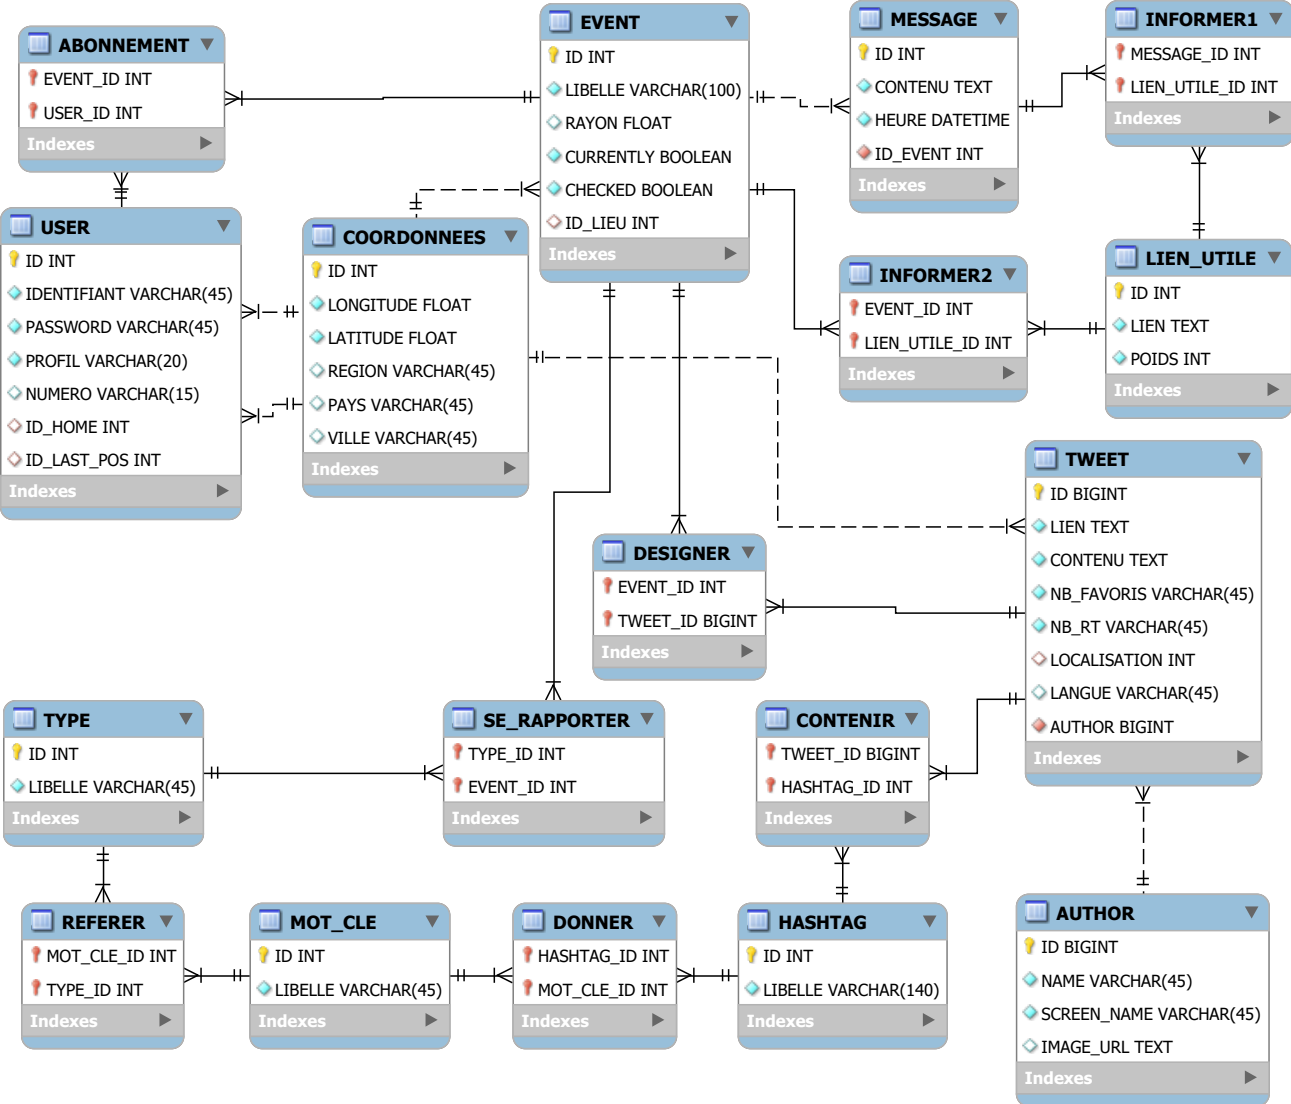 ABONNEMENT
EVENT_ID INT
USER_ID INT
Indexes
EVENT
ID INT
LIBELLE VARCHAR(100)
RAYON FLOAT
CURRENTLY BOOLEAN
CHECKED BOOLEAN
ID_LIEU INT
Indexes
MESSAGE
ID INT
CONTENU TEXT
HEURE DATETIME
ID_EVENT INT
Indexes
INFORMER1
MESSAGE_ID INT
LIEN_UTILE_ID INT
Indexes
USER
ID INT
IDENTIFIANT VARCHAR(45)
PASSWORD VARCHAR(45)
PROFIL VARCHAR(20)
NUMERO VARCHAR(15)
ID_HOME INT
ID_LAST_POS INT
Indexes
COORDONNEES
ID INT
LONGITUDE FLOAT
LATITUDE FLOAT
REGION VARCHAR(45)
PAYS VARCHAR(45)
VILLE VARCHAR(45)
Indexes
INFORMER2
EVENT_ID INT
LIEN_UTILE_ID INT
Indexes
LIEN_UTILE
ID INT
LIEN TEXT
POIDS INT
Indexes
TWEET
ID BIGINT
LIEN TEXT
CONTENU TEXT
NB_FAVORIS VARCHAR(45)
NB_RT VARCHAR(45)
LOCALISATION INT
LANGUE VARCHAR(45)
AUTHOR BIGINT
Indexes
DESIGNER
EVENT_ID INT
TWEET_ID BIGINT
Indexes
TYPE
ID INT
LIBELLE VARCHAR(45)
Indexes
SE_RAPPORTER
TYPE_ID INT
EVENT_ID INT
Indexes
CONTENIR
TWEET_ID BIGINT
HASHTAG_ID INT
Indexes
REFERER
MOT_CLE_ID INT
TYPE_ID INT
Indexes
MOT_CLE
ID INT
LIBELLE VARCHAR(45)
Indexes
DONNER
HASHTAG_ID INT
MOT_CLE_ID INT
Indexes
HASHTAG
ID INT
LIBELLE VARCHAR(140)
Indexes
AUTHOR
ID BIGINT
NAME VARCHAR(45)
SCREEN_NAME VARCHAR(45)
IMAGE_URL TEXT
Indexes